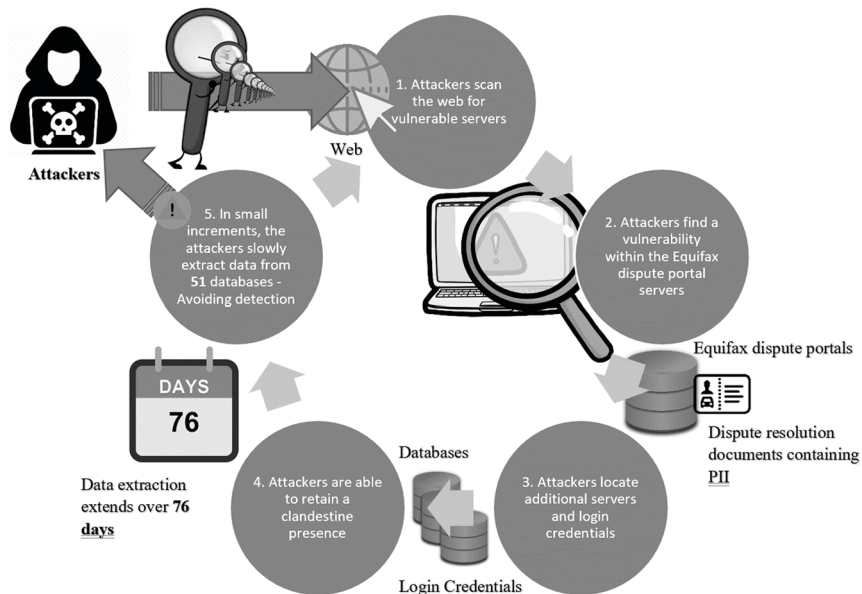 Attackers
Web
1. Attackers scan
the web for
vulnerable servers
2. Attackers find a
vulnerability
within the Equifax
dispute portal
servers
Equifax dispute portals
Dispute resolution
documents containing
PII
3. Attackers locate
additional servers
and login
credentials
Databases
Login Credentials
4. Attackers are able
to retain a
clandestine
presence
DAYS
76
Data extraction
extends over 76
days
5. In small
increments, the
attackers slowly
extract data from
51 databases -
Avoiding detection
!